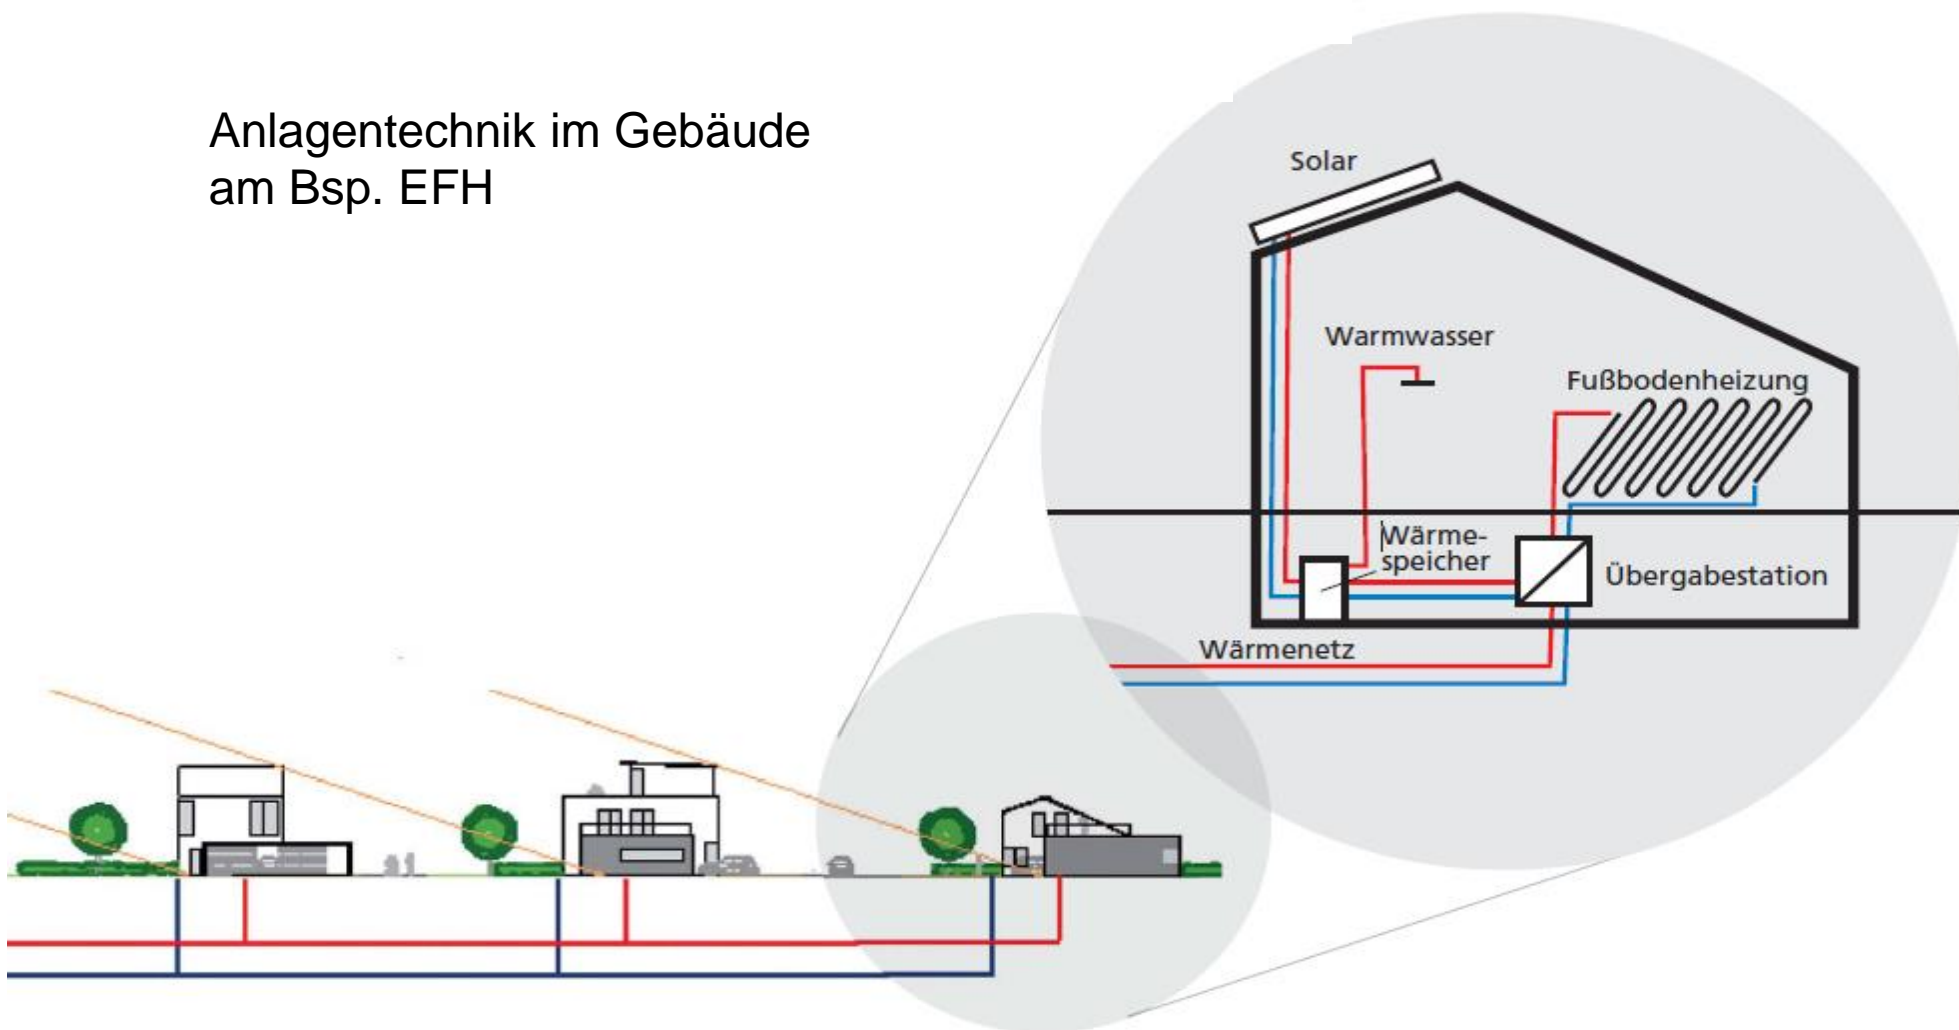 Anlagentechnik im Gebäude
am Bsp. EFH
Solar
Warmwasser
Fußbodenheizung
Wärme-
speicher
Übergabestation
Wärmenetz